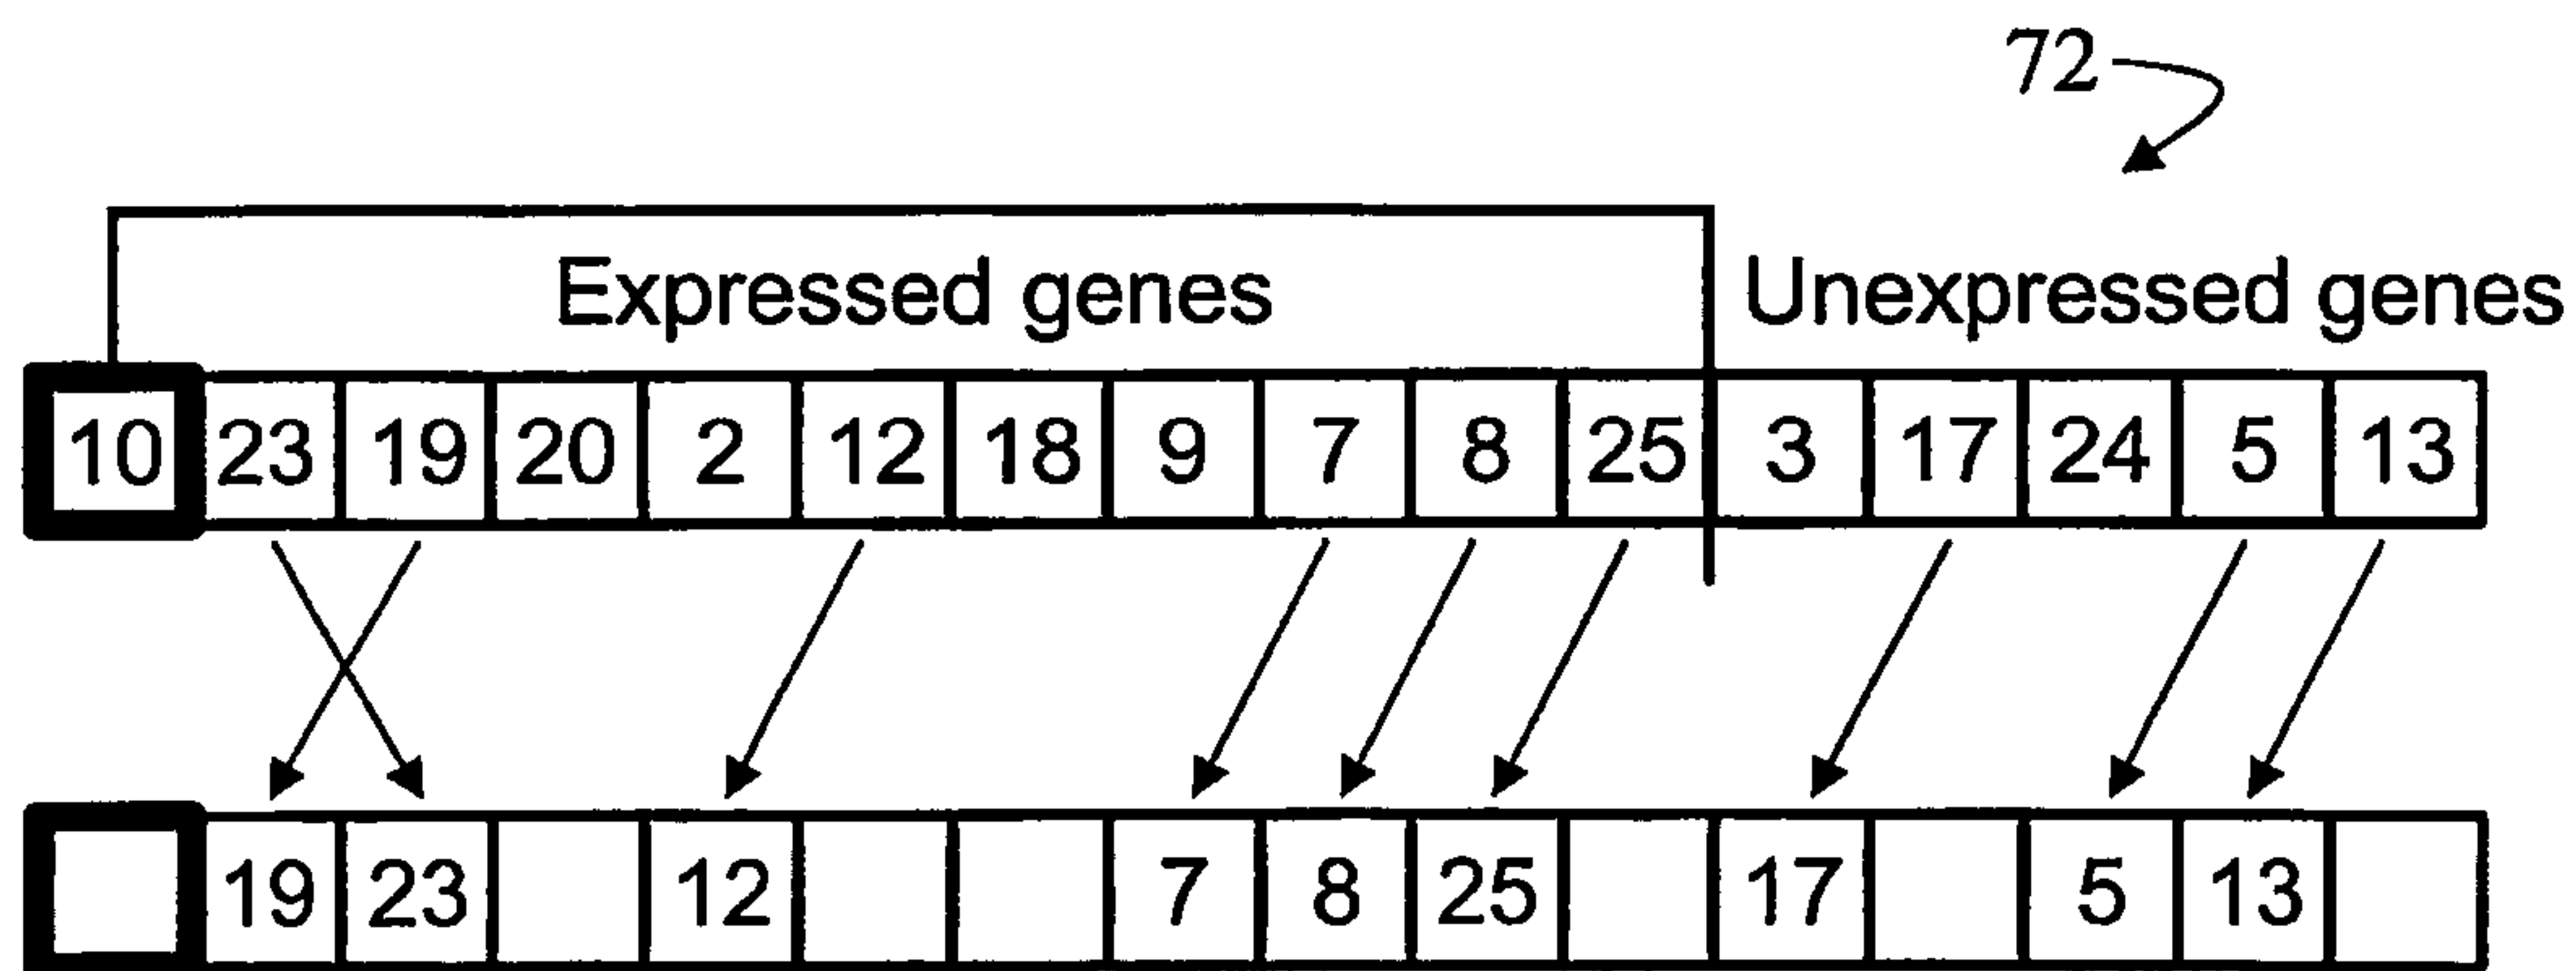 72
Expressed genes Unexpressed genes
10 23 19 20 2 12 18 9 7 8 25 3 17 24 5 13
19 23 12 7 8 25 17 5 13